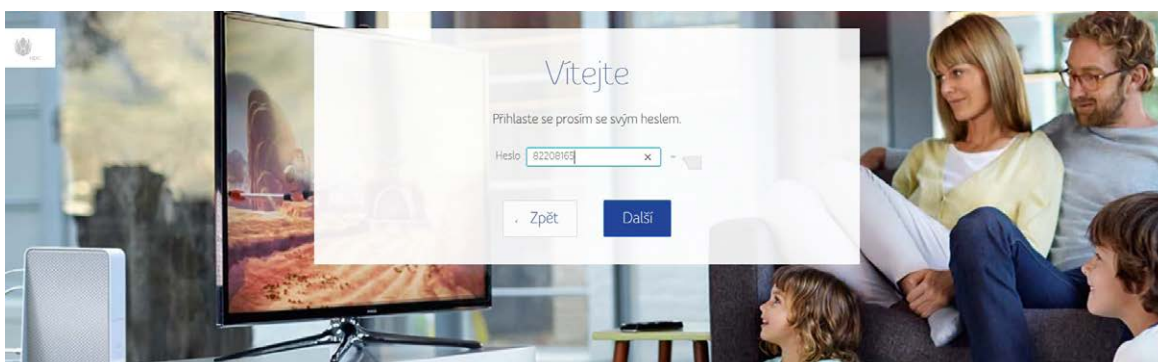 Vítejte
Přihlaste se prosím se svým heslem.
Heslo 82208165
Zpět
Další